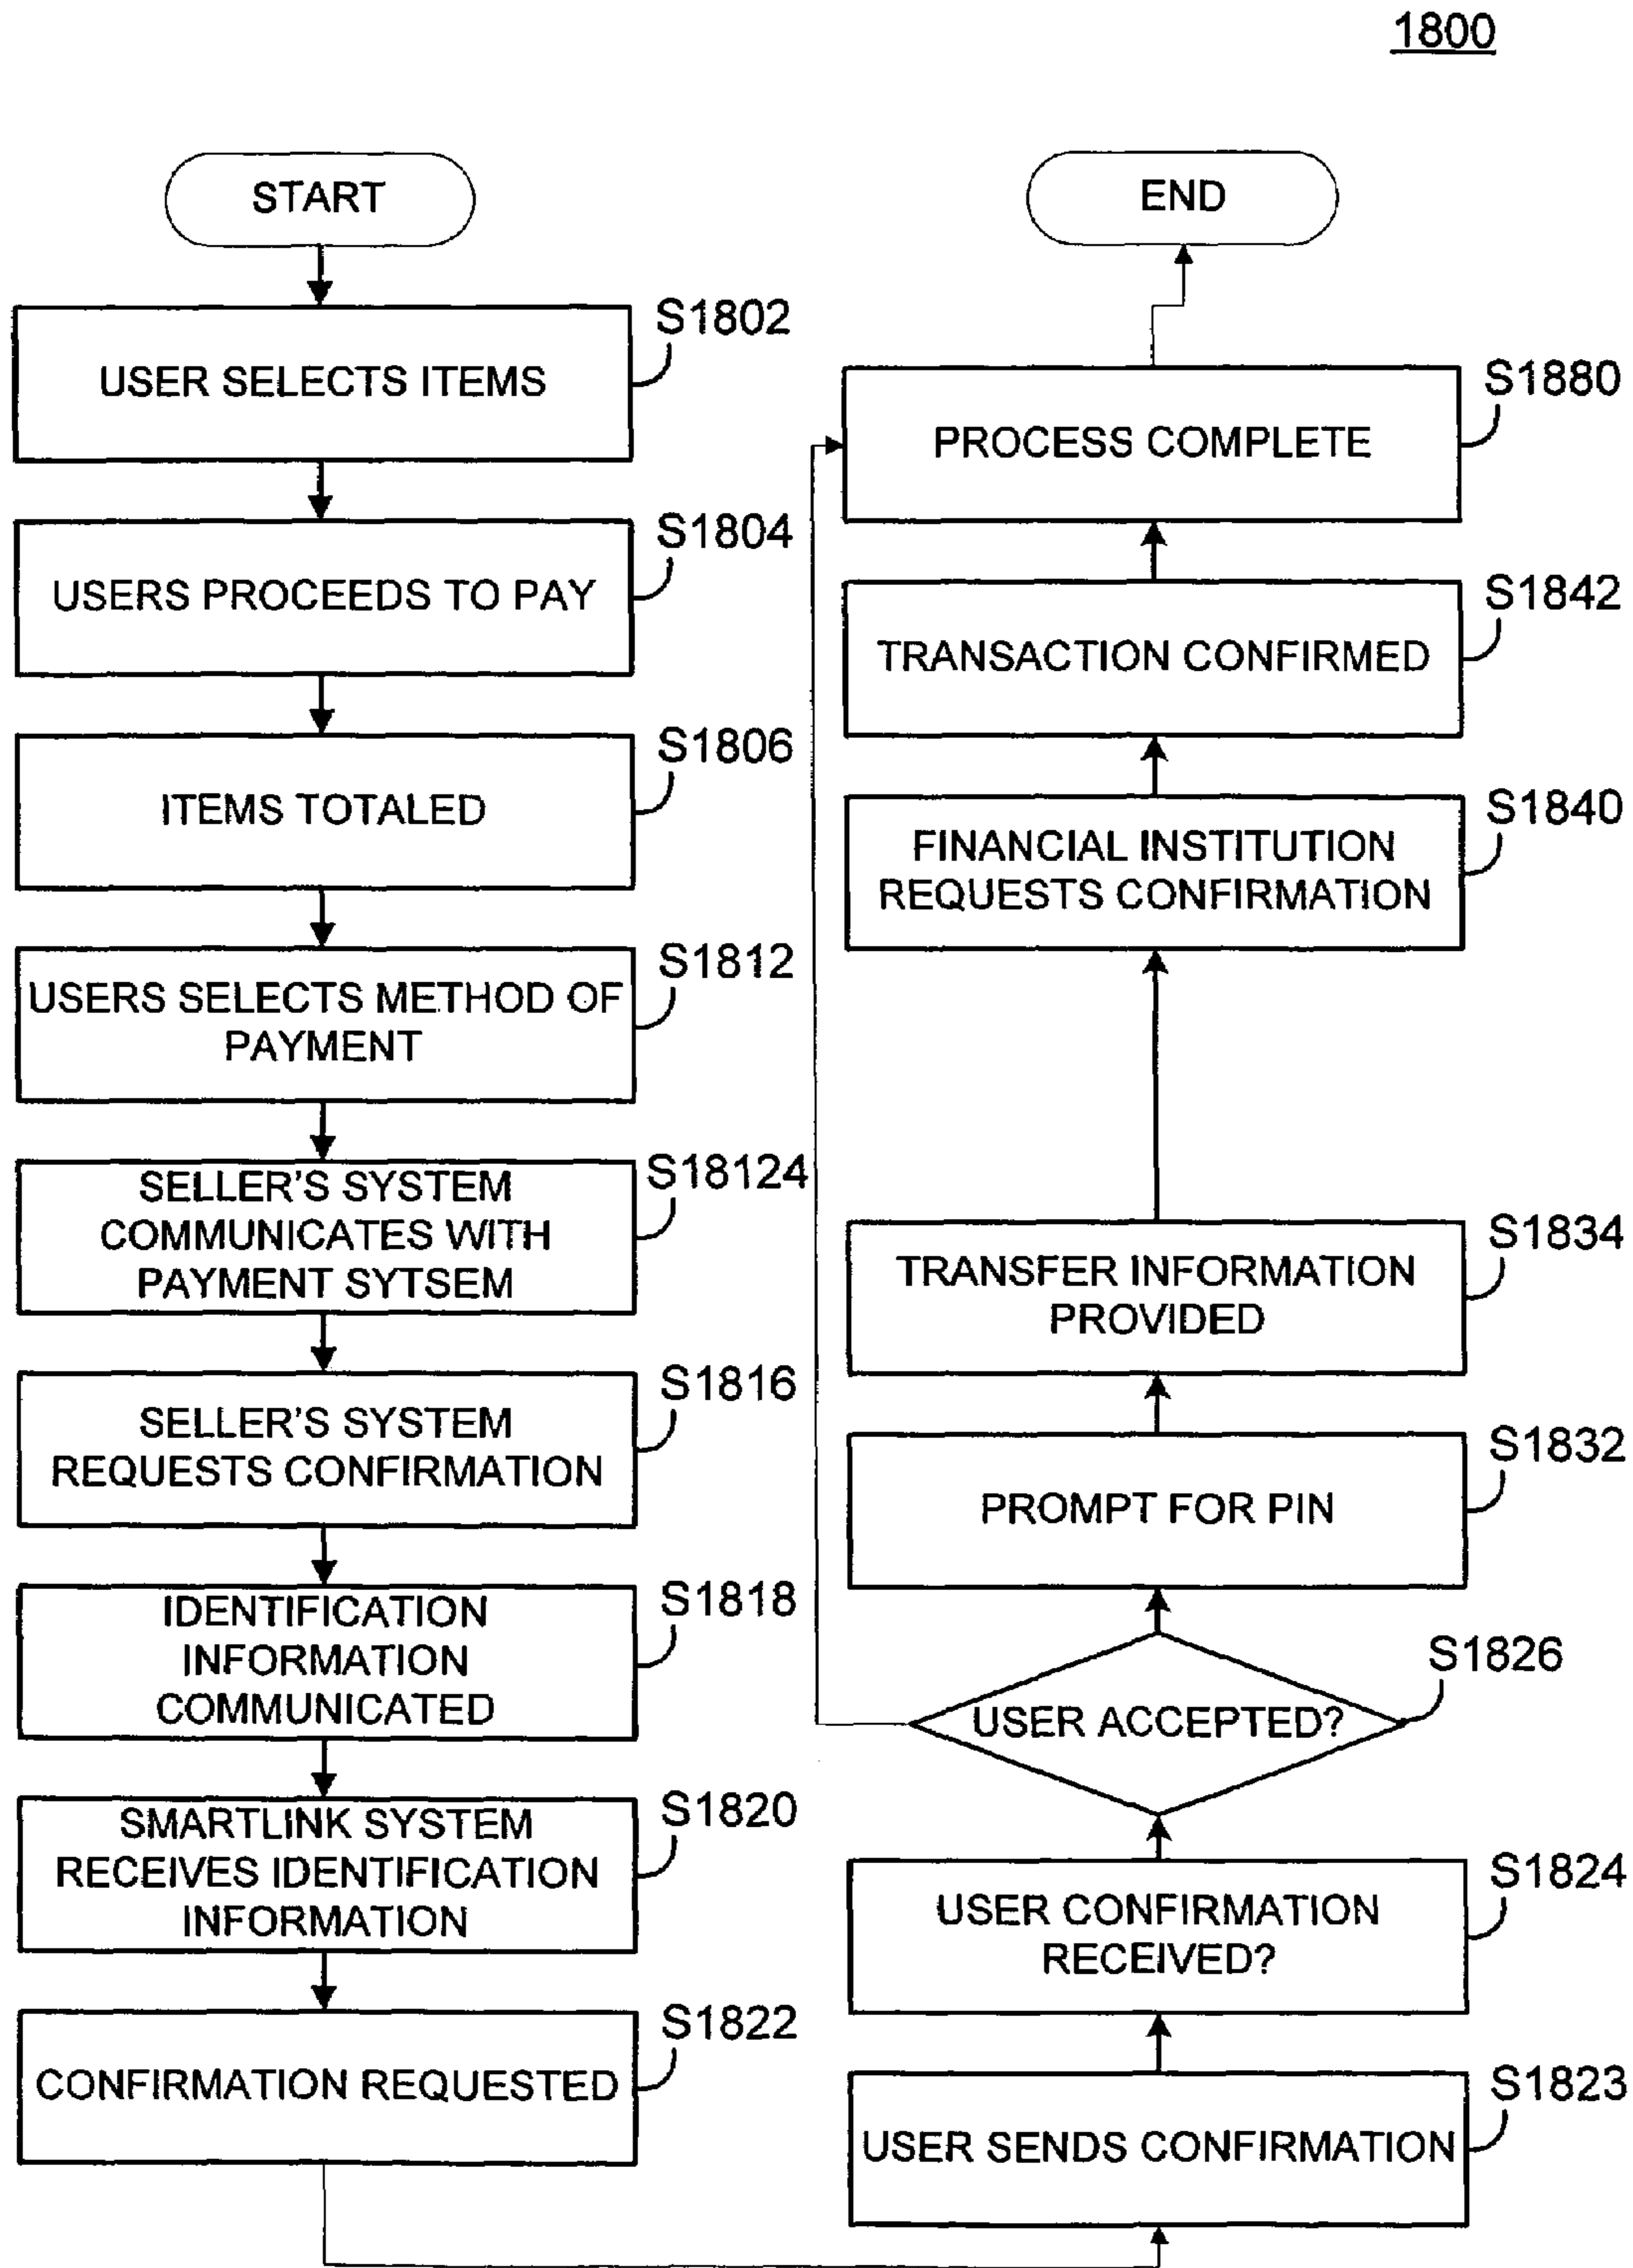 1800
START
S1802
USER SELECTS ITEMS
S1804
USERS PROCEEDS TO PAY
S1806
ITEMS TOTALED
S1812
USERS SELECTS METHOD OF
PAYMENT
S18124
SELLER'S SYSTEM
COMMUNICATES WITH
PAYMENT SYTSEM
S1816
SELLER'S SYSTEM
REQUESTS CONFIRMATION
S1818
IDENTIFICATION
INFORMATION
COMMUNICATED
S1820
SMARTLINK SYSTEM
RECEIVES IDENTIFICATION
INFORMATION
S1822
CONFIRMATION REQUESTED
S1823
USER SENDS CONFIRMATION
S1824
USER CONFIRMATION
RECEIVED?
S1826
USER ACCEPTED?
S1832
PROMPT FOR PIN
S1834
TRANSFER INFORMATION
PROVIDED
S1840
FINANCIAL INSTITUTION
REQUESTS CONFIRMATION
S1842
TRANSACTION CONFIRMED
S1880
PROCESS COMPLETE
END